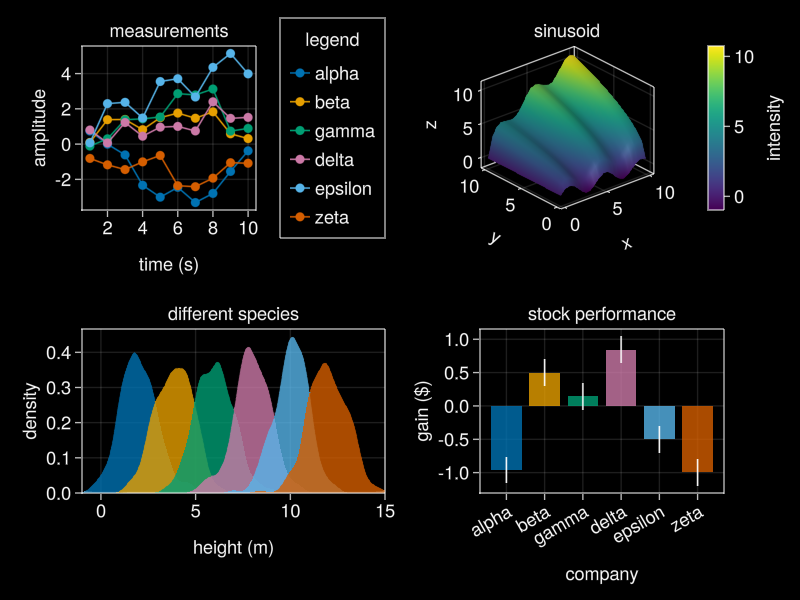 measurements
amplitude
4
2
0
-2
2
4
6
8
10
time (s)
legend
alpha
beta
gamma
delta
epsilon
zeta
sinusoid
z
10
5
0
10
5
0
y
0
5
10
x
10
5
0
intensity
different species
density
0.4
0.3
0.2
0.1
0.0
0
5
10
15
height (m)
stock performance
gain ($)
1.0
0.5
0.0
-0.5
-1.0
alpha
beta
gamma
delta
epsilon
zeta
company